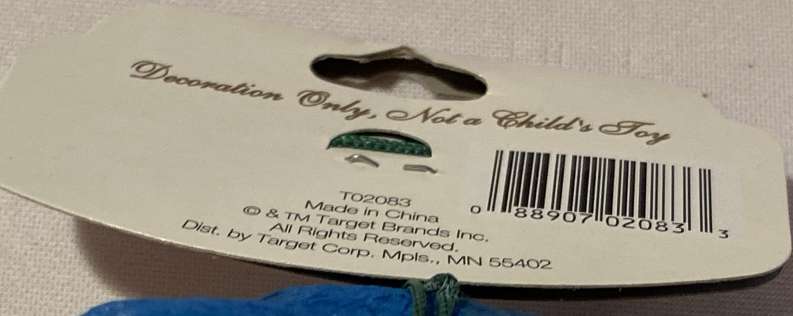 Decoration Only, Not a Child's Toy
T02083
Made in China
© & TM Target Brands Inc.
All Rights Reserved.
Dist. by Target Corp. Mpls., MN 55402
0 88907 02083 3